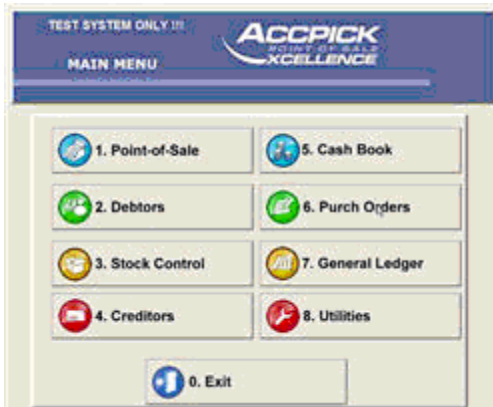 TEST SYSTEM ONLY !!!
ACCPICK
POINT OF SALE
XCELLENCE
MAIN MENU
1. Point-of-Sale
5. Cash Book
2. Debtors
6. Purch Orders
3. Stock Control
7. General Ledger
4. Creditors
8. Utilities
0. Exit